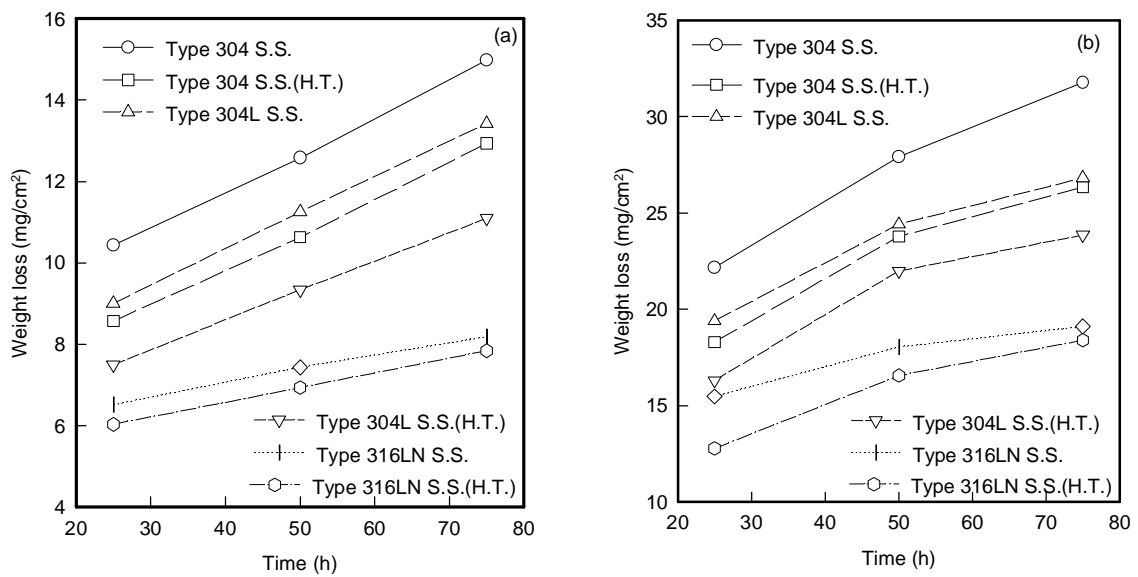 16
14
12
10
8
6
4
Weight loss (mg/cm²)
(a)
Type 304 S.S.
Type 304 S.S.(H.T.)
Type 304L S.S.
Type 304L S.S.(H.T.)
Type 316LN S.S.
Type 316LN S.S.(H.T.)
20 30 40 50 60 70 80
Time (h)
35
30
25
20
15
10
Weight loss (mg/cm²)
(b)
Type 304 S.S.
Type 304 S.S.(H.T.)
Type 304L S.S.
Type 304L S.S.(H.T.)
Type 316LN S.S.
Type 316LN S.S.(H.T.)
20 30 40 50 60 70 80
Time (h)